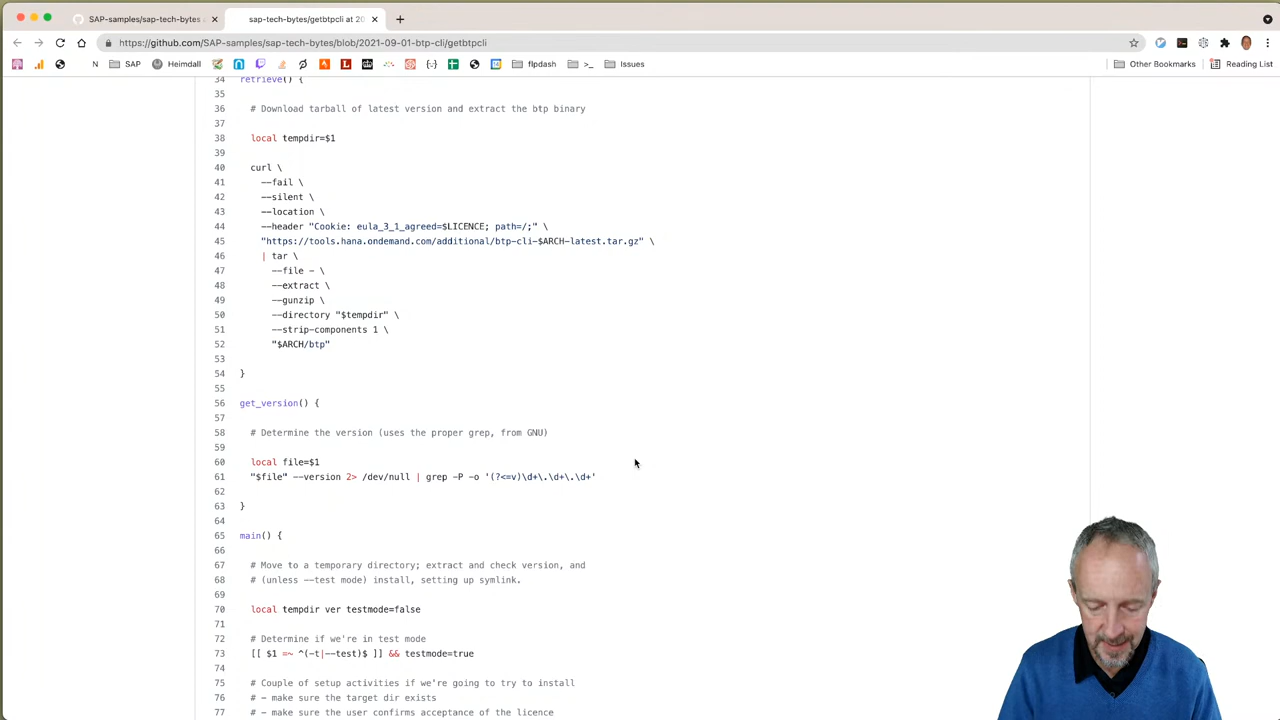 SAP-samples/sap-tech-bytes
sap-tech-bytes/getbtpcli at 20
https://github.com/SAP-samples/sap-tech-bytes/blob/2021-09-01-btp-cli/getbtpcli
N SAP Heimdall flpdash >_ Issues Other Bookmarks Reading List
34 retrieve() {
35
36 # Download tarball of latest version and extract the btp binary
37
38 local tempdir=$1
39
40 curl \
41 --fail \
42 --silent \
43 --location \
44 --header "Cookie: eula_3_1_agreed=$LICENCE; path=/;" \
45 "https://tools.hana.ondemand.com/additional/btp-cli-$ARCH-latest.tar.gz" \
46 | tar \
47 --file - \
48 --extract \
49 --gunzip \
50 --directory "$tempdir" \
51 --strip-components 1 \
52 "$ARCH/btp"
53
54 }
55
56 get_version() {
57
58 # Determine the version (uses the proper grep, from GNU)
59
60 local file=$1
61 "$file" --version 2> /dev/null | grep -P -o '(?<=v)\d+\.\d+\.\d+'
62
63 }
64
65 main() {
66
67 # Move to a temporary directory; extract and check version, and
68 # (unless --test mode) install, setting up symlink.
69
70 local tempdir ver testmode=false
71
72 # Determine if we're in test mode
73 [[ $1 =~ ^(-t|--test)$ ]] && testmode=true
74
75 # Couple of setup activities if we're going to try to install
76 # - make sure the target dir exists
77 # - make sure the user confirms acceptance of the licence